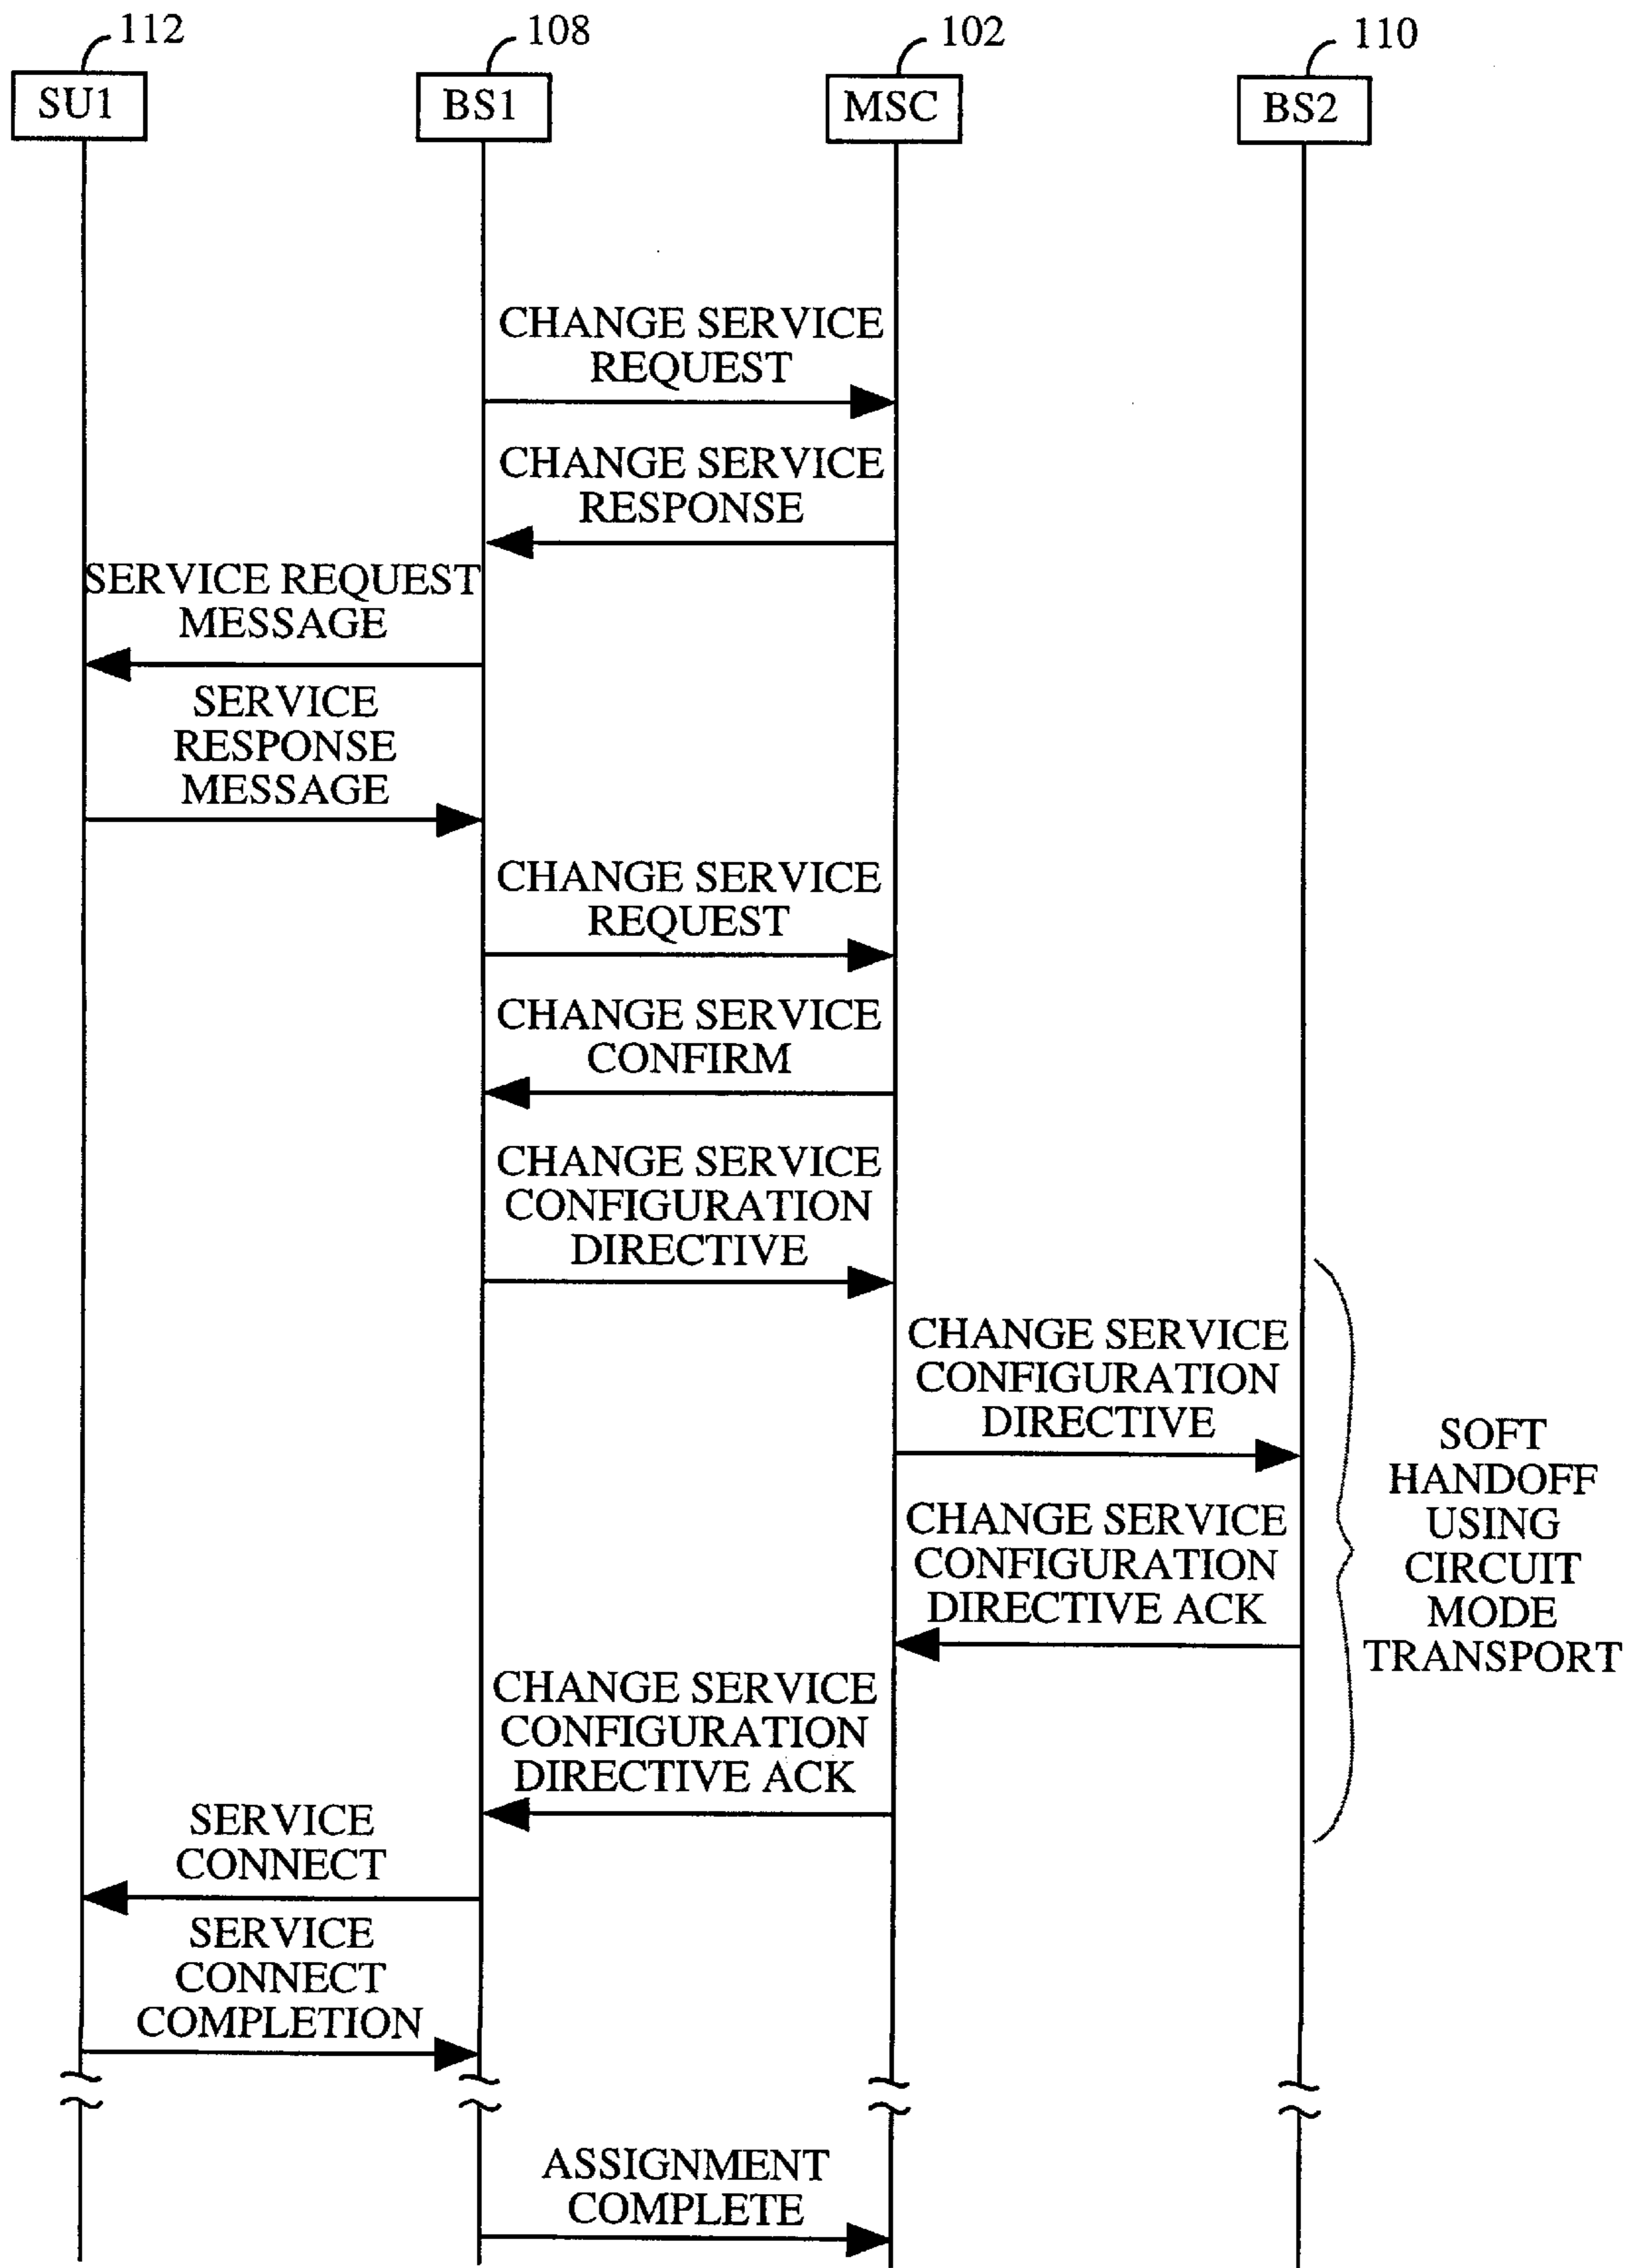 112
108
102
110
SU1
BS1
MSC
BS2
CHANGE SERVICE
REQUEST
CHANGE SERVICE
RESPONSE
SERVICE REQUEST
MESSAGE
SERVICE
RESPONSE
MESSAGE
CHANGE SERVICE
REQUEST
CHANGE SERVICE
CONFIRM
CHANGE SERVICE
CONFIGURATION
DIRECTIVE
CHANGE SERVICE
CONFIGURATION
DIRECTIVE
CHANGE SERVICE
CONFIGURATION
DIRECTIVE ACK
SOFT
HANDOFF
USING
CIRCUIT
MODE
TRANSPORT
CHANGE SERVICE
CONFIGURATION
DIRECTIVE ACK
SERVICE
CONNECT
SERVICE
CONNECT
COMPLETION
ASSIGNMENT
COMPLETE